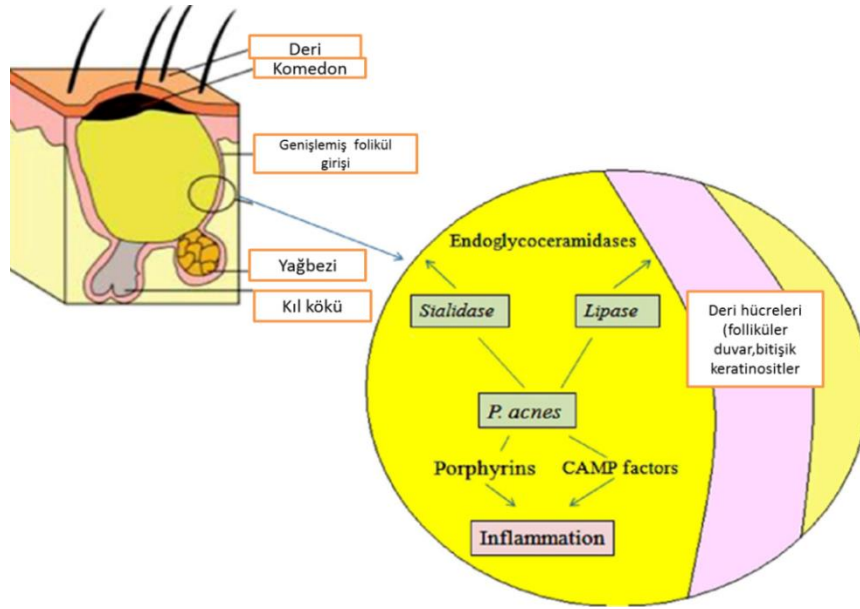 Deri
Komedon
Genişlemiş folikül
girişi
Yağbezi
Kıl kökü
Endoglycoceramidases
Sialidase
Lipase
Deri hücreleri
(folliküler
duvar,bitişik
keratinositler
P. acnes
Porphyrins
CAMP factors
Inflammation